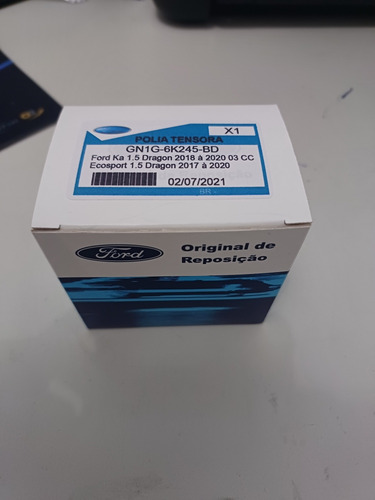 X1
POLIA TENSORA
GN1G-6K245-BD
Ford Ka 1.5 Dragon 2018 à 2020 03 CC
Ecosport 1.5 Dragon 2017 à 2020
02/07/2021
Ford
Original de
Reposição